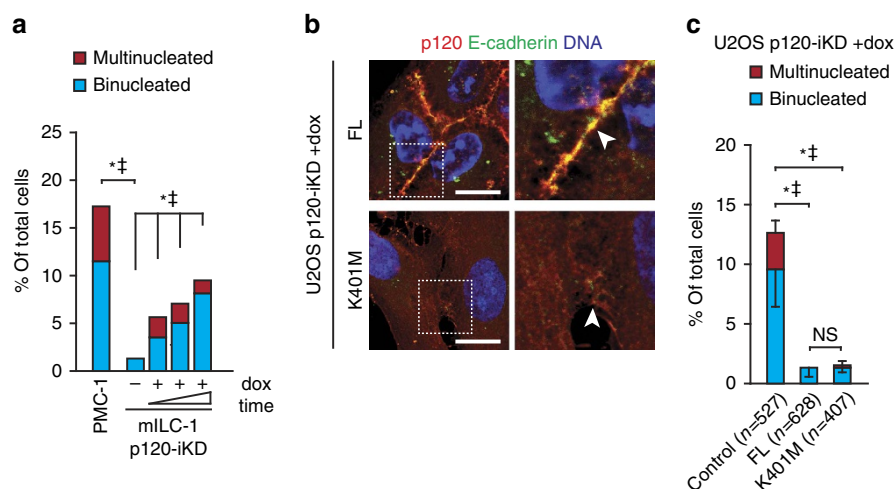 a
Multinucleated
Binucleated
% Of total cells
25
20
15
10
5
0
*‡
*‡
PMC-1
– + + + dox
time
mILC-1
p120-iKD
b
p120 E-cadherin DNA
U2OS p120-iKD +dox
FL
K401M
c
U2OS p120-iKD +dox
Multinucleated
Binucleated
% Of total cells
20
15
10
5
0
*‡
*‡
NS
Control (n=527)
FL (n=628)
K401M (n=407)